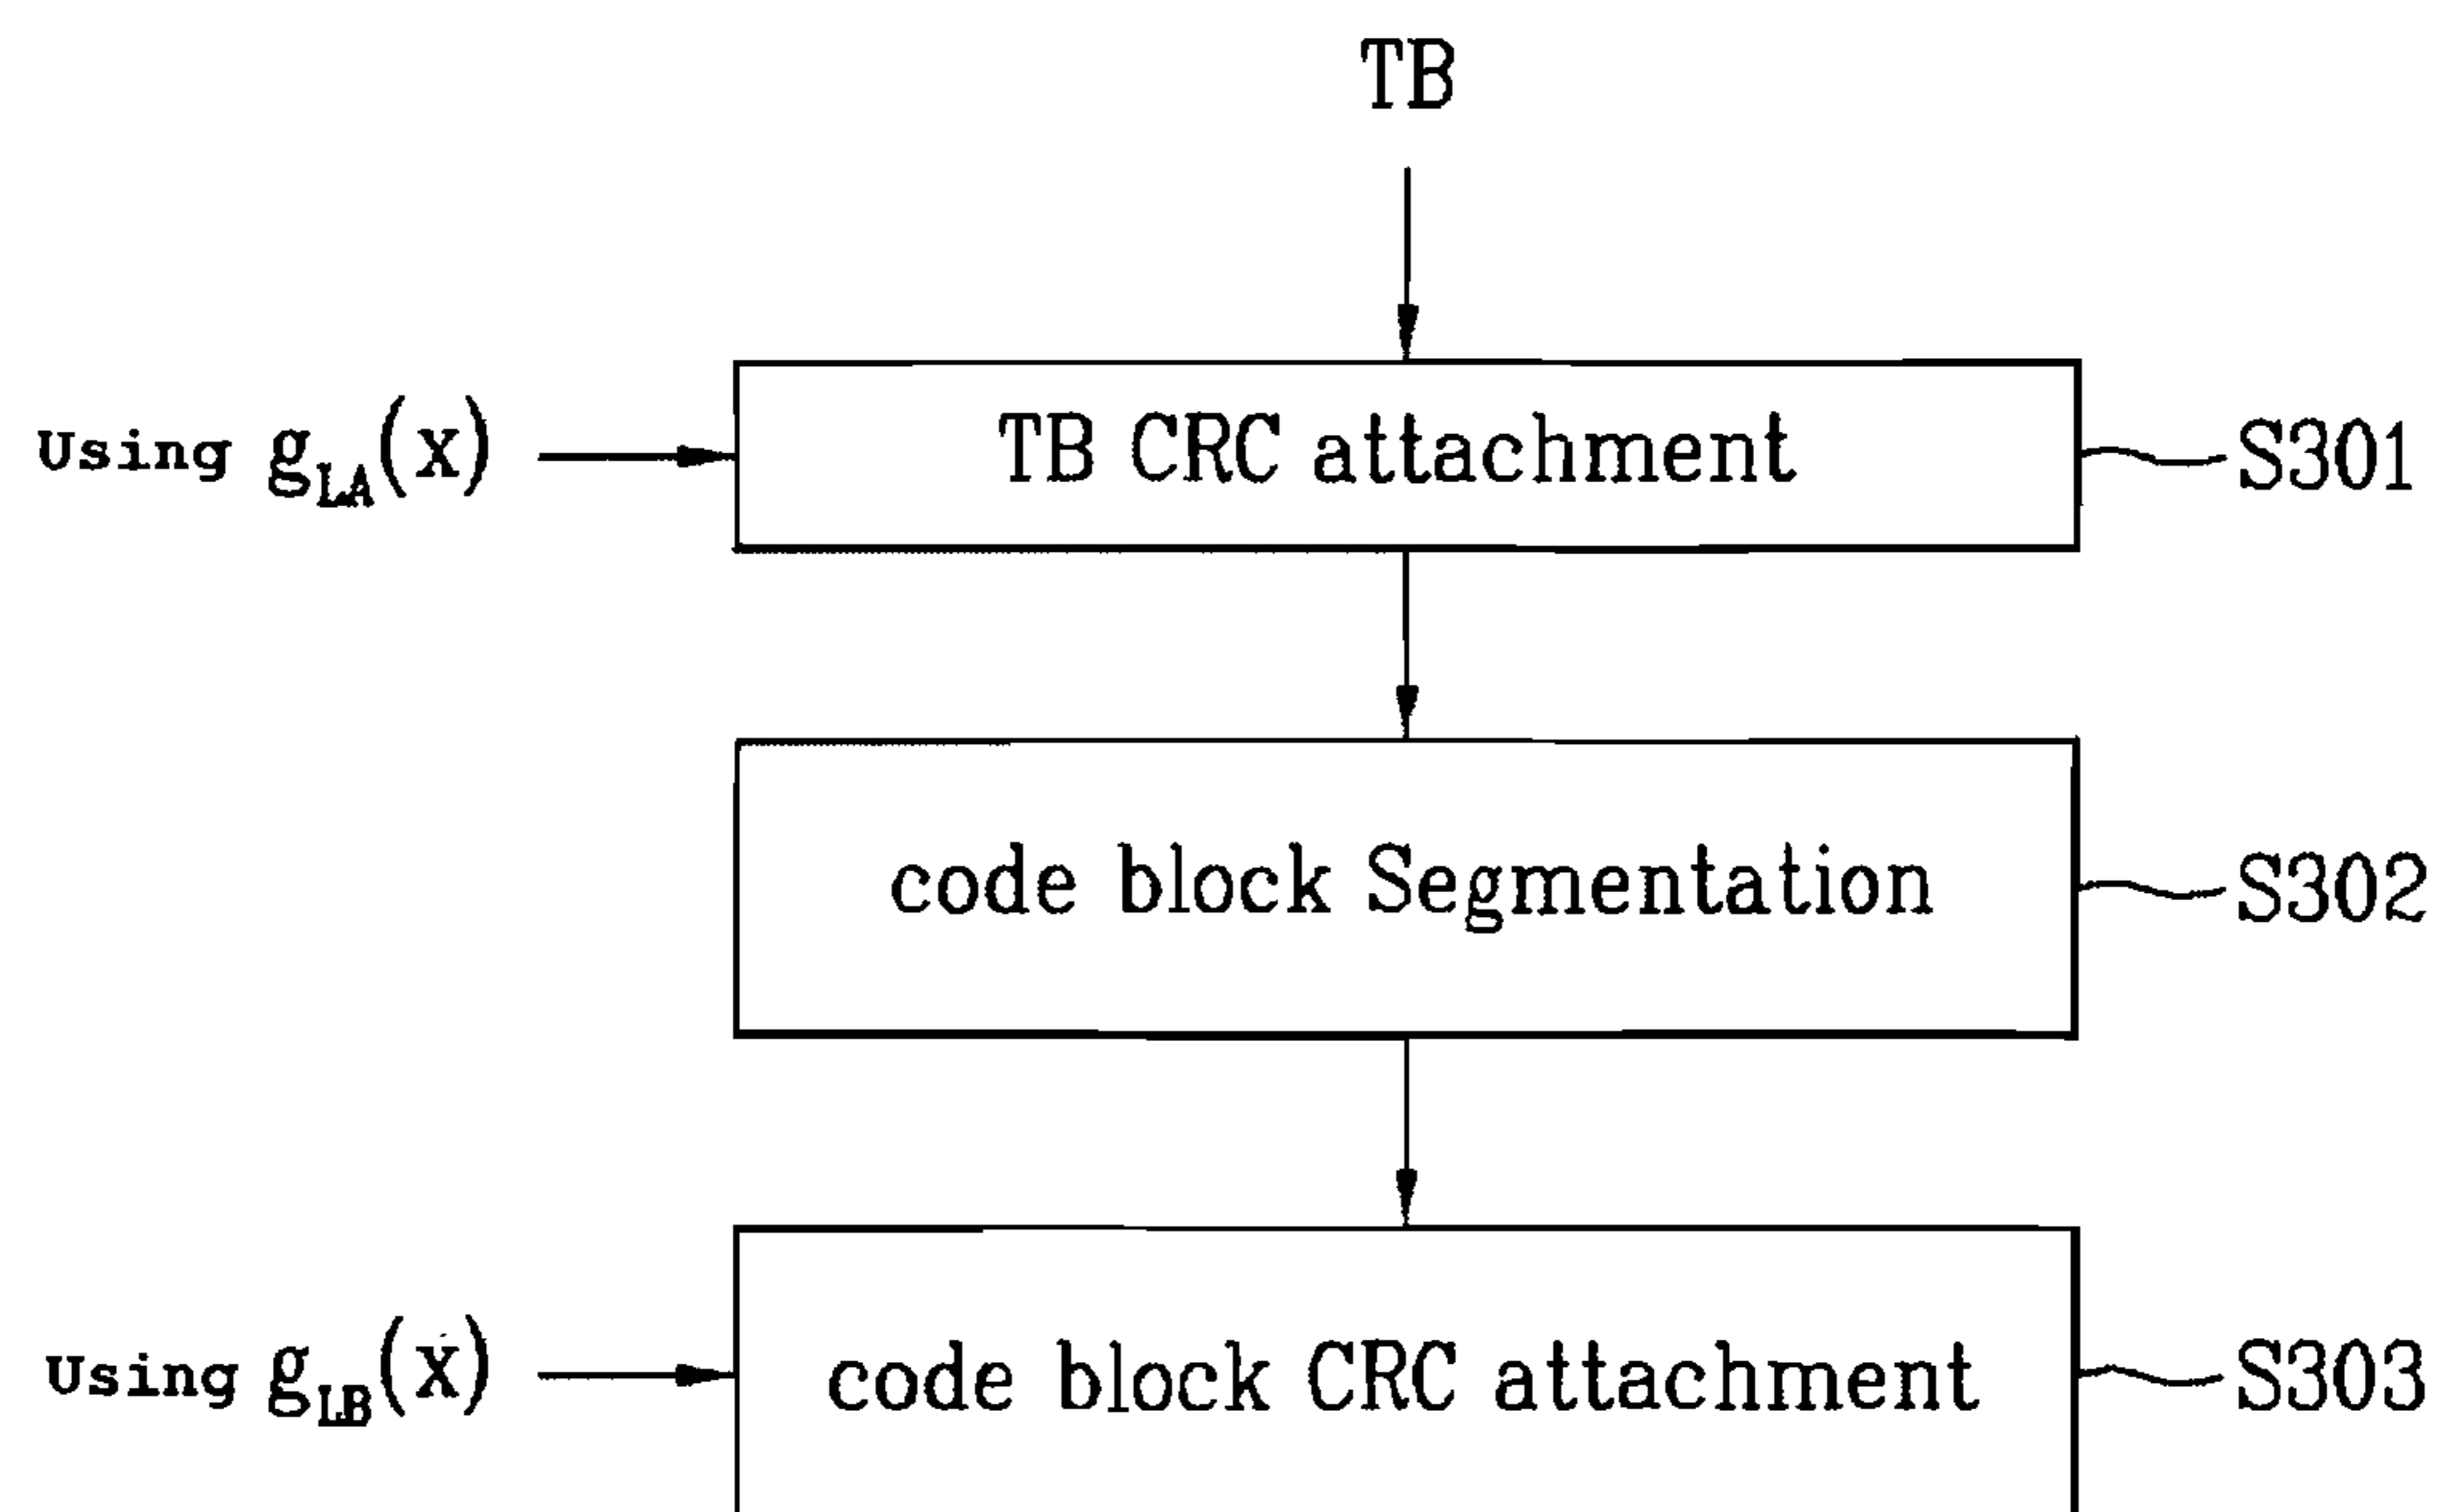 TB
Using g_LA(x) TB CRC attachment S301
code block Segmentation S302
Using g_LB(x) code block CRC attachment S303